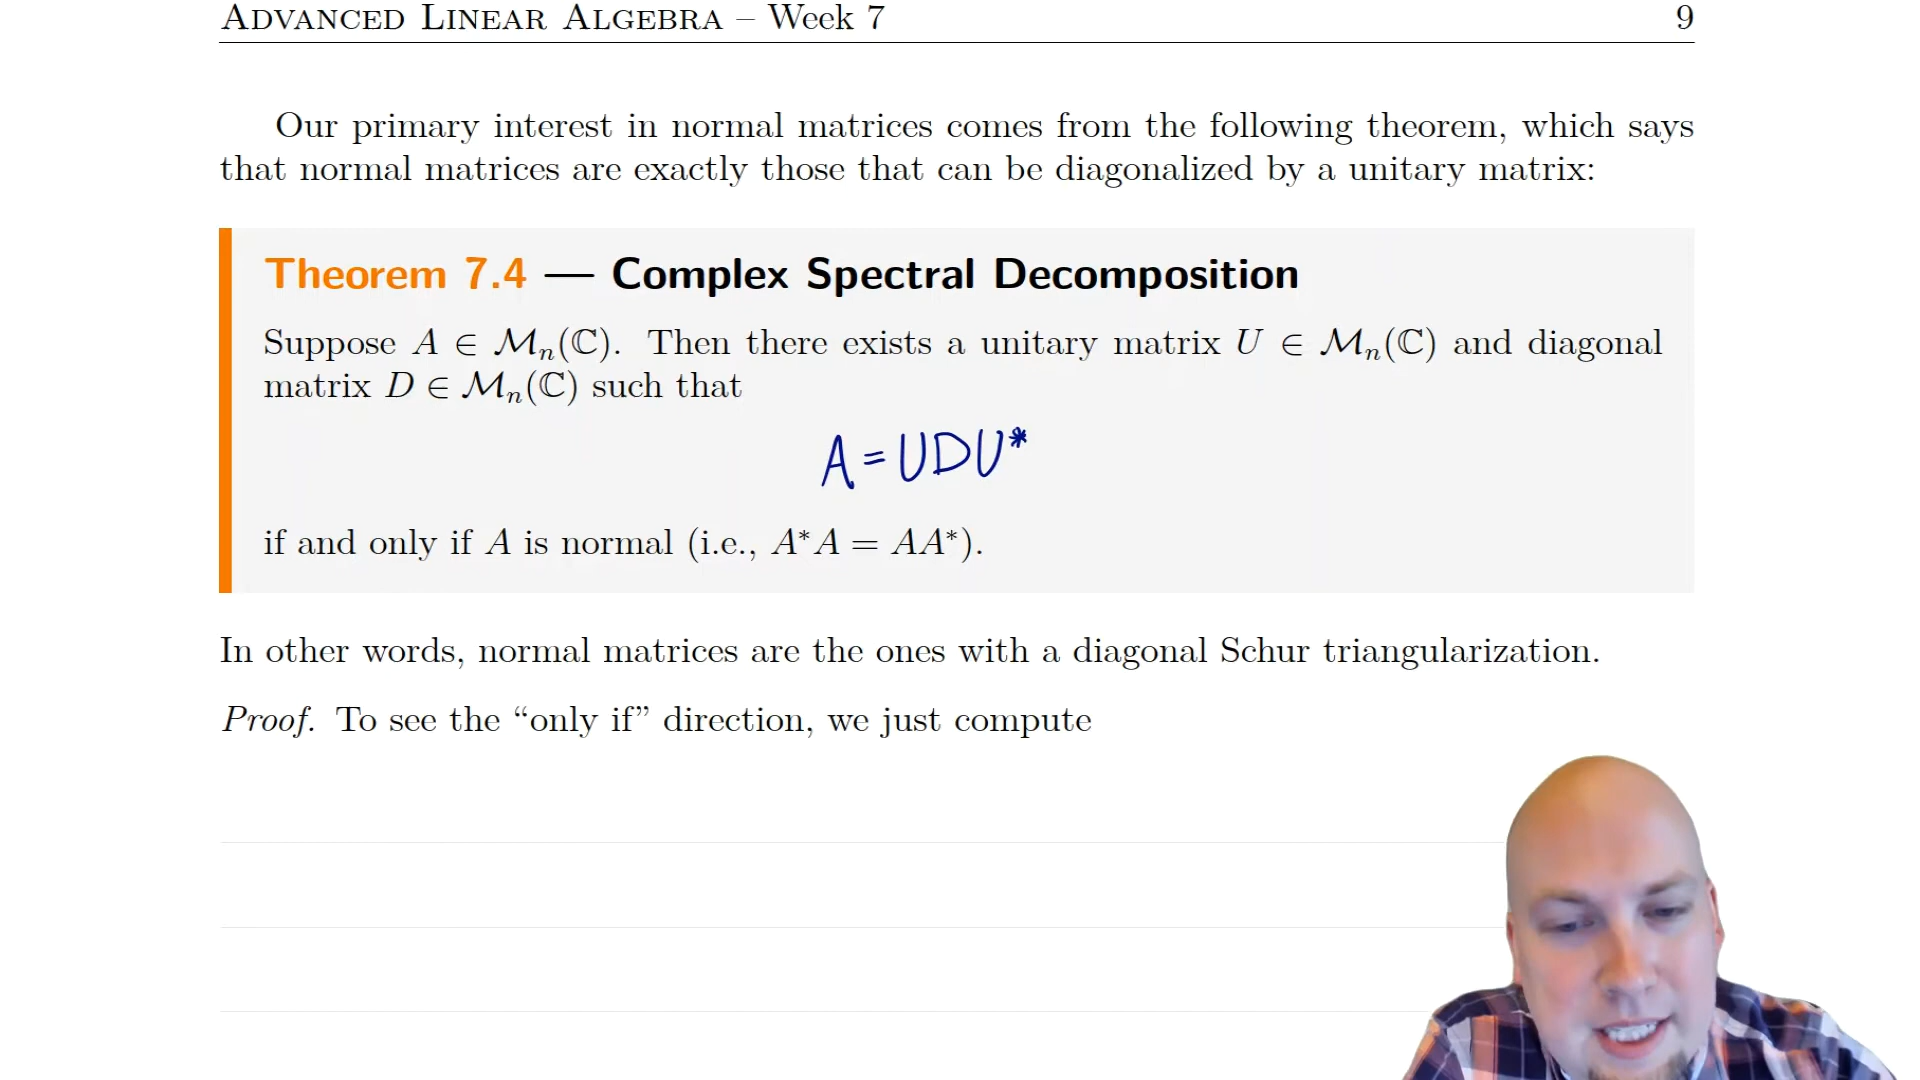 ADVANCED LINEAR ALGEBRA – Week 7 9
Our primary interest in normal matrices comes from the following theorem, which says
that normal matrices are exactly those that can be diagonalized by a unitary matrix:
Theorem 7.4 — Complex Spectral Decomposition
Suppose A ∈ ℳₙ(ℂ). Then there exists a unitary matrix U ∈ ℳₙ(ℂ) and diagonal
matrix D ∈ ℳₙ(ℂ) such that
A = UDU*
if and only if A is normal (i.e., A*A = AA*).
In other words, normal matrices are the ones with a diagonal Schur triangularization.
Proof. To see the “only if” direction, we just compute